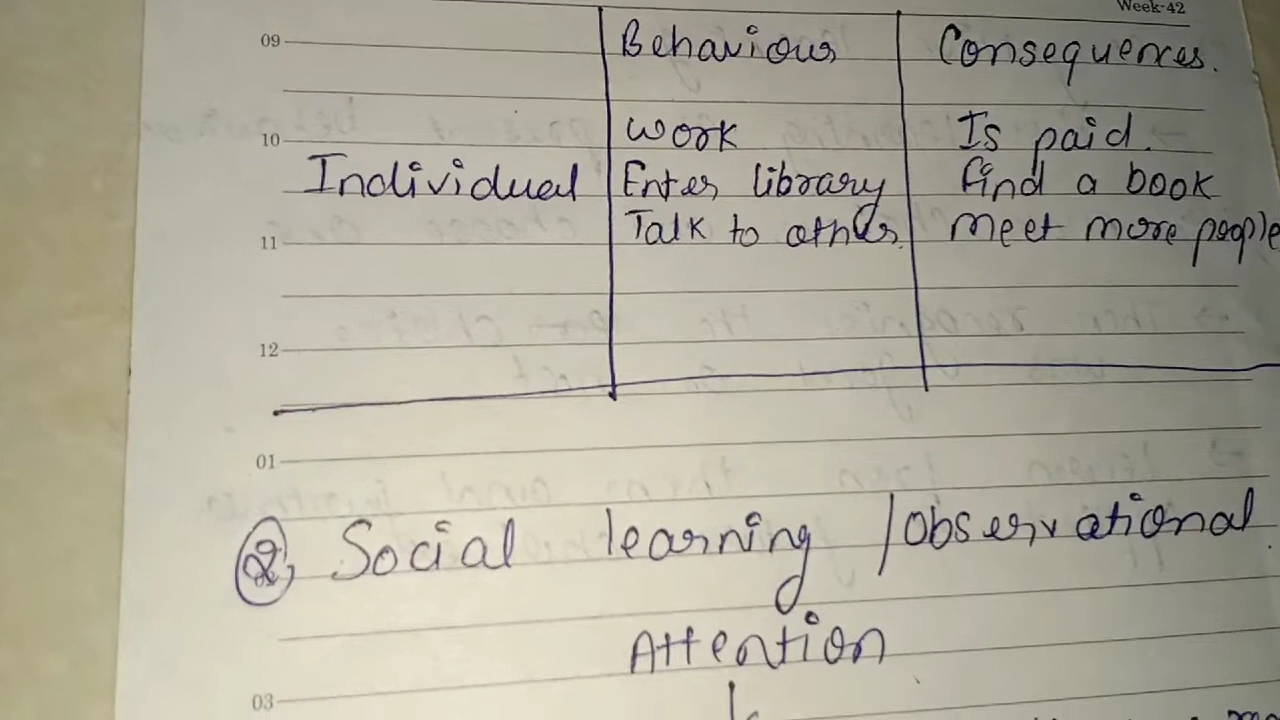 Week-42
09 Behaviour Consequences.
10 Work Is paid.
Individual Enter library find a book
11 Talk to others. meet more people
12
01
2, Social learning / observational
Attention
03